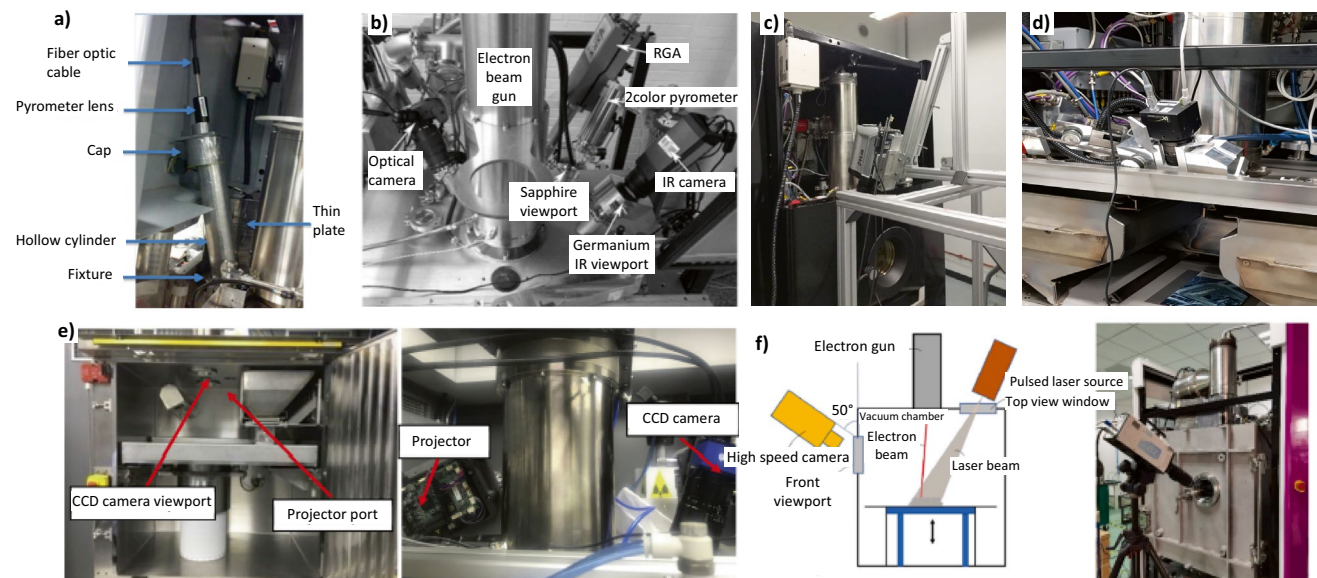 a)
Fiber optic
cable
Pyrometer lens
Cap
Thin
plate
Hollow cylinder
Fixture
b)
Electron
beam
gun
RGA
2color pyrometer
Optical
camera
Sapphire
viewport
IR camera
Germanium
IR viewport
c)
d)
e)
CCD camera viewport
Projector port
Projector
CCD camera
f)
Electron gun
Pulsed laser source
Top view window
50°
Vacuum chamber
Electron
beam
High speed camera
Laser beam
Front
viewport